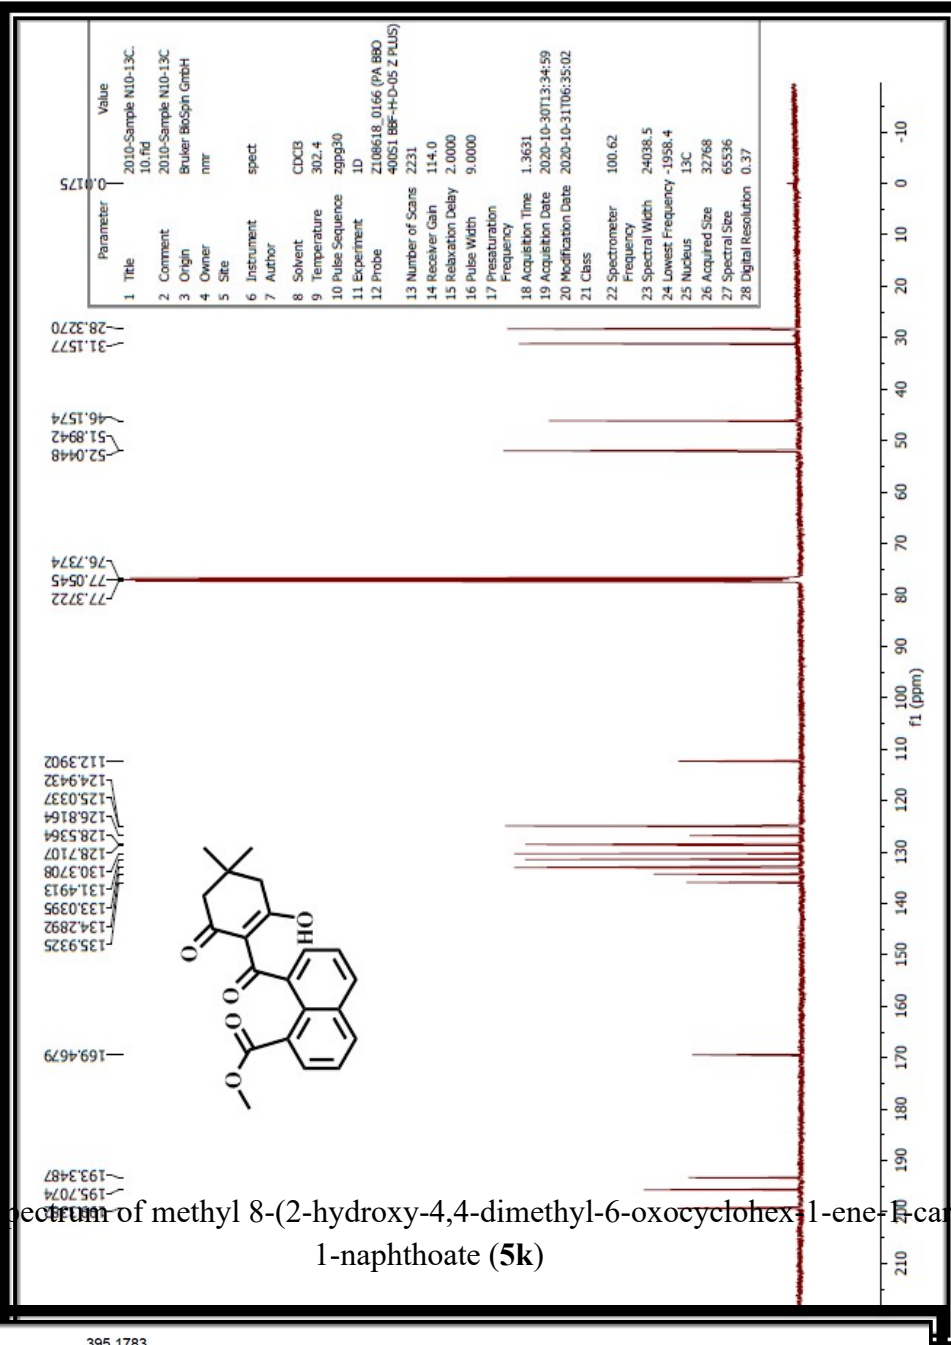 Parameter Value
1 Title 2010-Sample N10-13C.
10.fid
2 Comment 2010-Sample N10-13C
3 Origin Bruker BioSpin GmbH
4 Owner nmr
5 Site
6 Instrument spect
7 Author
8 Solvent CDCl3
9 Temperature 302.4
10 Pulse Sequence zgpg30
11 Experiment 1D
12 Probe Z108618_0166 (PA BBO
400S1 BBF-H-D-05 Z PLUS)
13 Number of Scans 2231
14 Receiver Gain 114.0
15 Relaxation Delay 2.0000
16 Pulse Width 9.0000
17 Presaturation
Frequency
18 Acquisition Time 1.3631
19 Acquisition Date 2020-10-30T13:34:59
20 Modification Date 2020-10-31T06:35:02
21 Class
22 Spectrometer 100.62
Frequency
23 Spectral Width 24038.5
24 Lowest Frequency -1958.4
25 Nucleus 13C
26 Acquired Size 32768
27 Spectral Size 65536
28 Digital Resolution 0.37
195.7074
193.3487
169.4679
135.9325
134.2892
133.0395
131.4913
130.3708
128.7107
128.5364
126.8164
125.0337
124.9432
112.3902
77.3722
77.0545
76.7374
52.0448
51.8942
46.1574
31.1577
28.3270
0.0175
O
O
O
O
HO
210 200 190 180 170 160 150 140 130 120 110 100 90 80 70 60 50 40 30 20 10 0 -10
f1 (ppm)
pectrum of methyl 8-(2-hydroxy-4,4-dimethyl-6-oxocyclohex-1-ene-1-car
1-naphthoate (5k)
395.1783